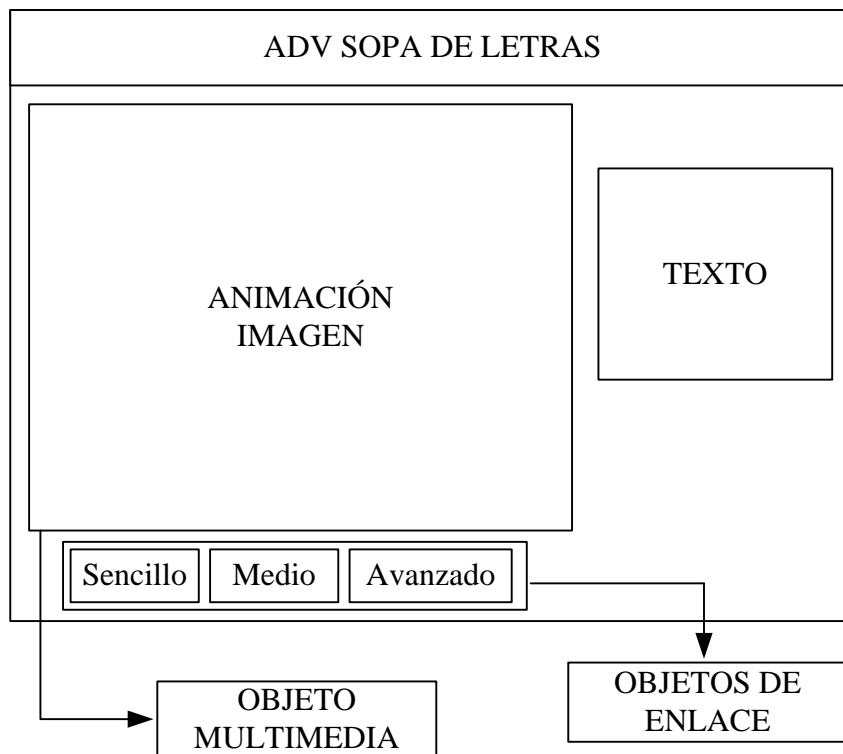 ADV SOPA DE LETRAS
ANIMACIÓN
IMAGEN
TEXTO
Sencillo
Medio
Avanzado
OBJETO
MULTIMEDIA
OBJETOS DE
ENLACE